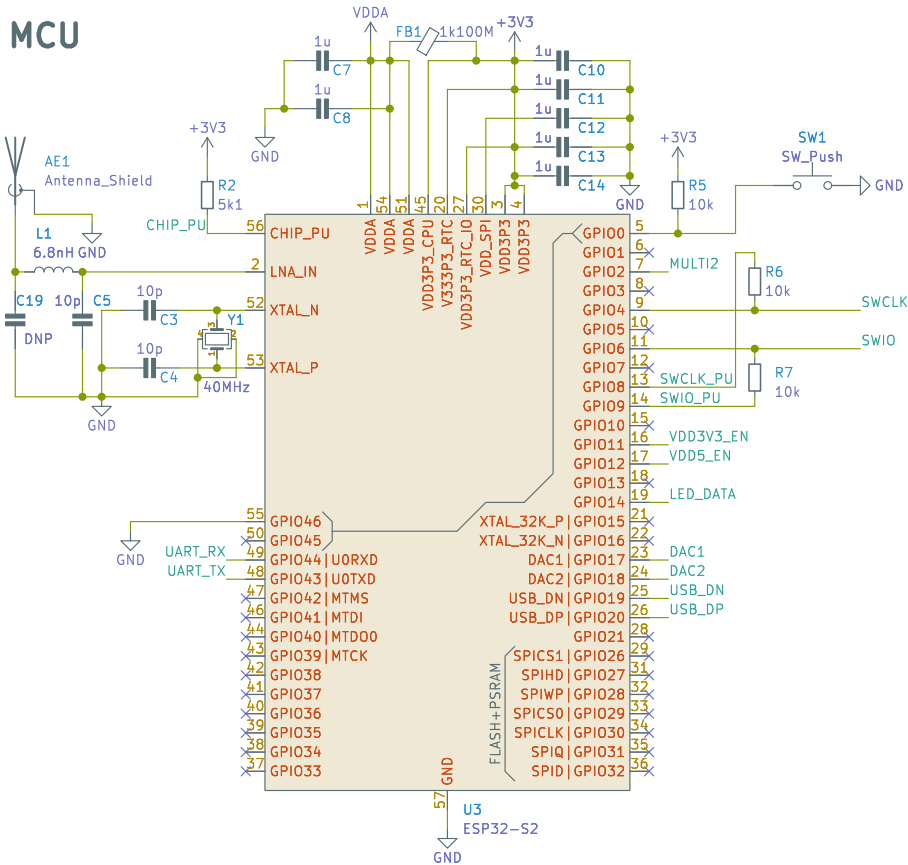 MCU
VDDA
FB1
1k100M
+3V3
1u
C7
1u
C8
GND
1u
C10
1u
C11
1u
C12
1u
C13
1u
C14
GND
+3V3
R2
5k1
CHIP_PU
AE1
Antenna_Shield
GND
L1
6.8nH
C19
DNP
10p
C5
10p
C3
10p
C4
Y1
3
4
2
1
40MHz
GND
+3V3
R5
10k
SW1
SW_Push
GND
1
54
51
45
20
27
30
3
4
VDDA
VDDA
VDDA
VDD3P3_CPU
V333P3_RTC
VDD3P3_RTC_IO
VDD_SPI
VDD3P3
VDD3P3
56
CHIP_PU
2
LNA_IN
52
XTAL_N
53
XTAL_P
GPIO0
5
GPIO1
6
GPIO2
7
MULTI2
GPIO3
8
GPIO4
9
SWCLK
GPIO5
10
GPIO6
11
SWIO
GPIO7
12
GPIO8
13
SWCLK_PU
GPIO9
14
SWIO_PU
R6
10k
R7
10k
GPIO10
15
GPIO11
16
VDD3V3_EN
GPIO12
17
VDD5_EN
GPIO13
18
GPIO14
19
LED_DATA
XTAL_32K_P|GPIO15
21
XTAL_32K_N|GPIO16
22
DAC1|GPIO17
23
DAC1
DAC2|GPIO18
24
DAC2
USB_DN|GPIO19
25
USB_DN
USB_DP|GPIO20
26
USB_DP
GPIO21
28
SPICS1|GPIO26
29
SPIHD|GPIO27
31
SPIWP|GPIO28
32
SPICS0|GPIO29
33
SPICLK|GPIO30
34
SPIQ|GPIO31
35
SPID|GPIO32
36
FLASH+PSRAM
GND
55
GPIO46
50
GPIO45
UART_RX
49
GPIO44|U0RXD
UART_TX
48
GPIO43|U0TXD
47
GPIO42|MTMS
46
GPIO41|MTDI
44
GPIO40|MTDO0
43
GPIO39|MTCK
42
GPIO38
41
GPIO37
40
GPIO36
39
GPIO35
38
GPIO34
37
GPIO33
GND
57
U3
ESP32-S2
GND